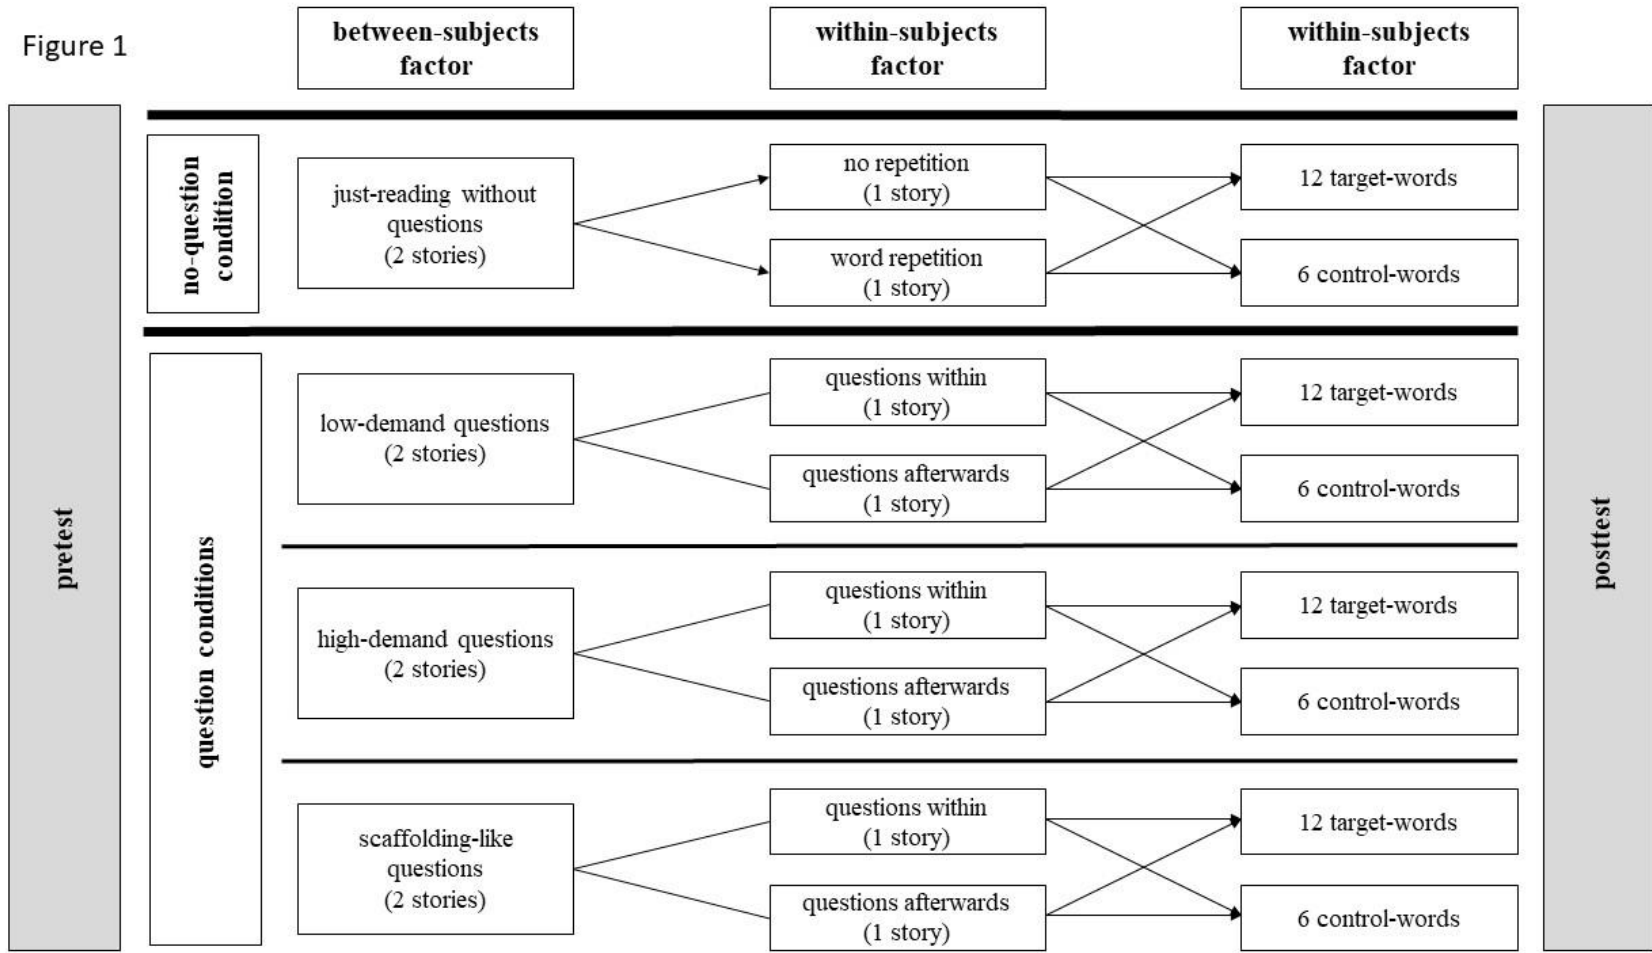 Figure 1
between-subjects
factor
within-subjects
factor
within-subjects
factor
pretest
no-question
condition
just-reading without
questions
(2 stories)
no repetition
(1 story)
word repetition
(1 story)
12 target-words
6 control-words
question conditions
low-demand questions
(2 stories)
questions within
(1 story)
questions afterwards
(1 story)
12 target-words
6 control-words
high-demand questions
(2 stories)
questions within
(1 story)
questions afterwards
(1 story)
12 target-words
6 control-words
scaffolding-like
questions
(2 stories)
questions within
(1 story)
questions afterwards
(1 story)
12 target-words
6 control-words
posttest